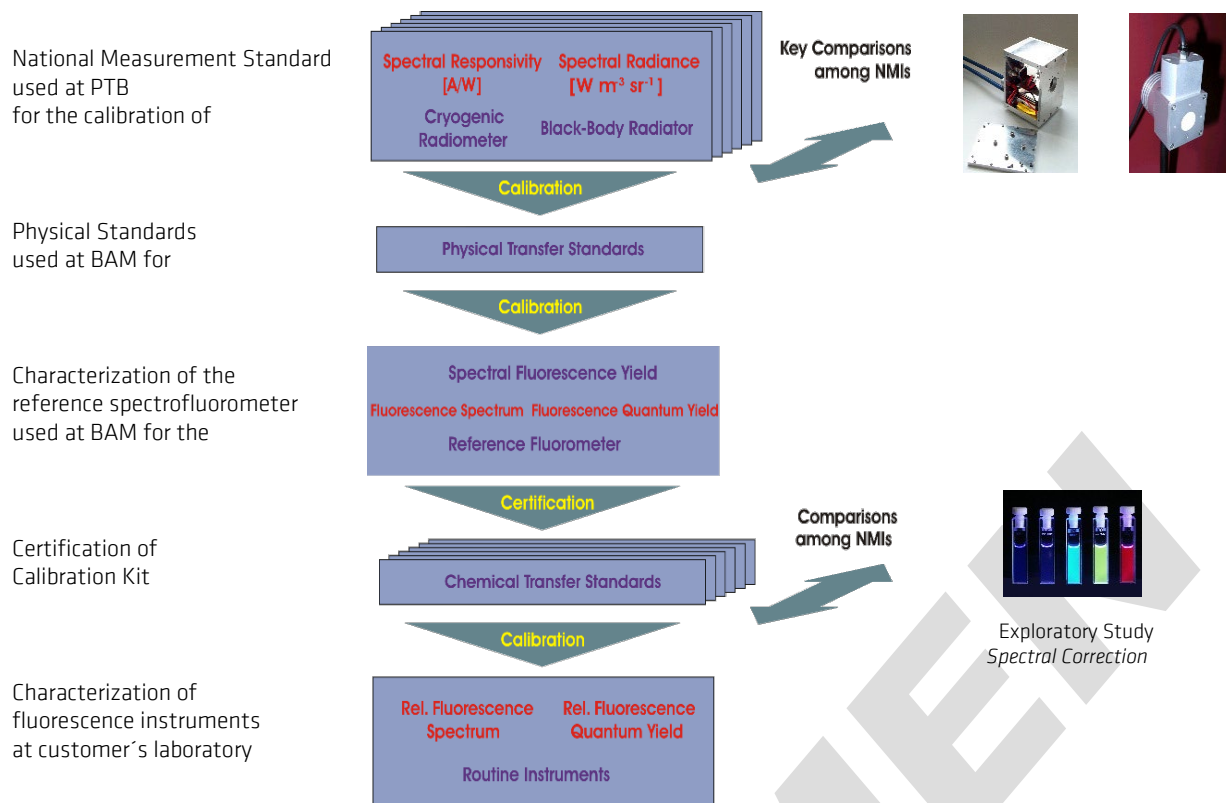 National Measurement Standard
used at PTB
for the calibration of
Spectral Responsivity
[A/W]
Spectral Radiance
[W m⁻³ sr⁻¹ ]
Cryogenic
Radiometer
Black-Body Radiator
Key Comparisons
among NMIs
Calibration
Physical Standards
used at BAM for
Physical Transfer Standards
Calibration
Characterization of the
reference spectrofluorometer
used at BAM for the
Spectral Fluorescence Yield
Fluorescence Spectrum Fluorescence Quantum Yield
Reference Fluorometer
Certification
Certification of
Calibration Kit
Chemical Transfer Standards
Comparisons
among NMIs
Exploratory Study
Spectral Correction
Calibration
Characterization of
fluorescence instruments
at customer´s laboratory
Rel. Fluorescence
Spectrum
Rel. Fluorescence
Quantum Yield
Routine Instruments